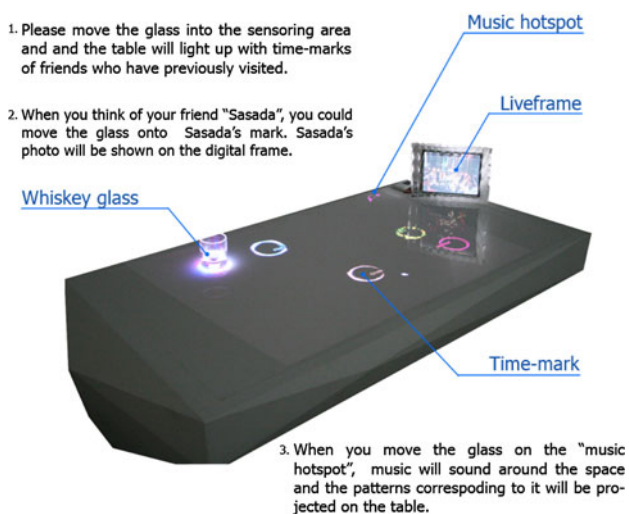 1. Please move the glass into the sensoring area
and and the table will light up with time-marks
of friends who have previously visited.
Music hotspot
Liveframe
2. When you think of your friend “Sasada”, you could
move the glass onto Sasada’s mark. Sasada’s
photo will be shown on the digital frame.
Whiskey glass
Time-mark
3. When you move the glass on the “music
hotspot”, music will sound around the space
and the patterns correspoding to it will be pro-
jected on the table.